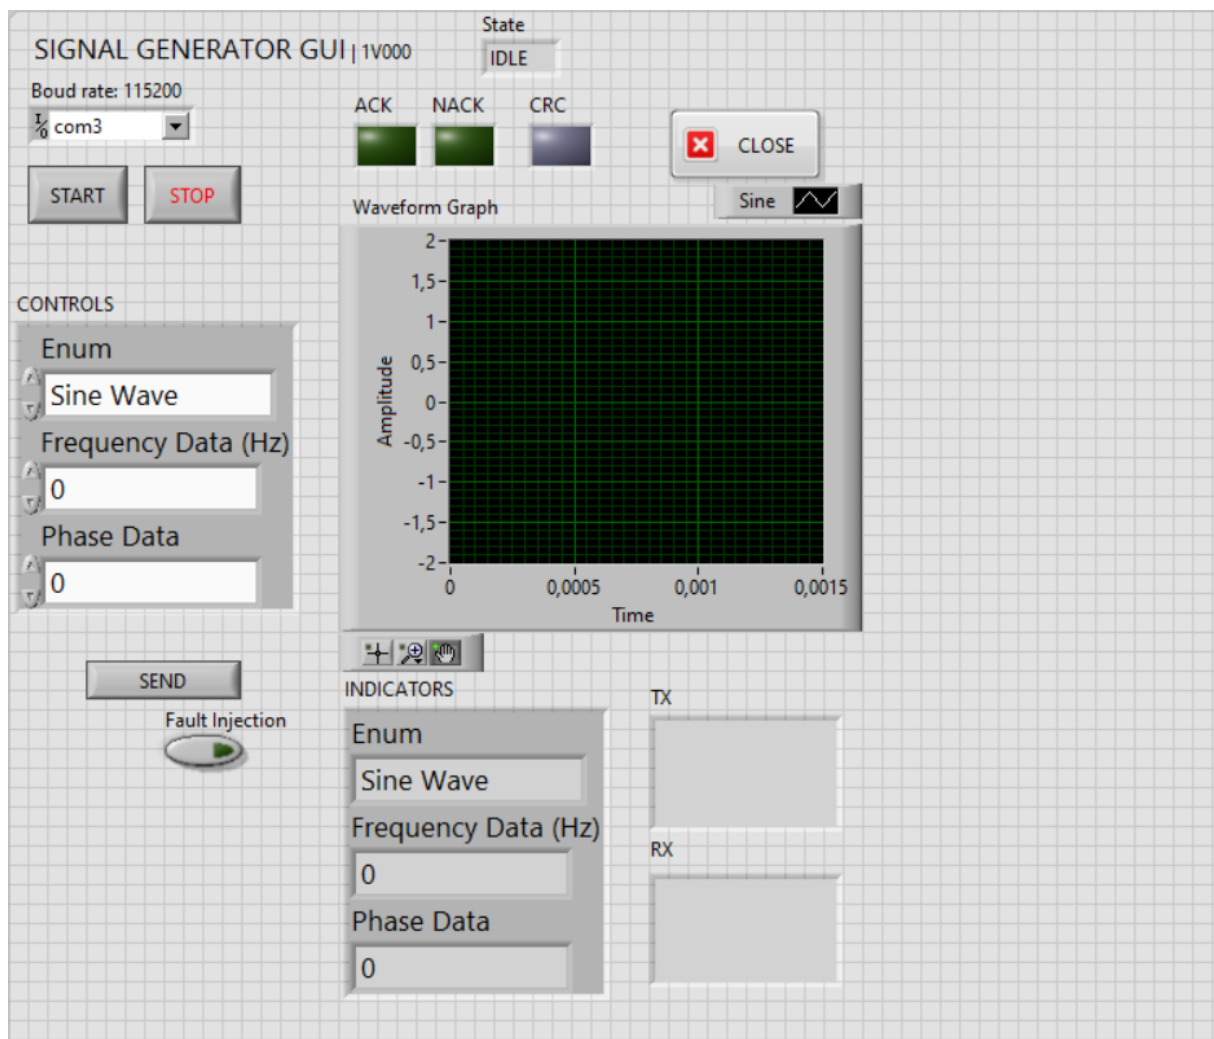 State
SIGNAL GENERATOR GUI | 1V000
IDLE
Boud rate: 115200
I/O com3
ACK NACK CRC
CLOSE
START STOP
Sine
Waveform Graph
2
1,5
1
0,5
0
-0,5
-1
-1,5
-2
Amplitude
0 0,0005 0,001 0,0015
Time
CONTROLS
Enum
Sine Wave
Frequency Data (Hz)
0
Phase Data
0
SEND
Fault Injection
INDICATORS
Enum
Sine Wave
Frequency Data (Hz)
0
Phase Data
0
TX
RX